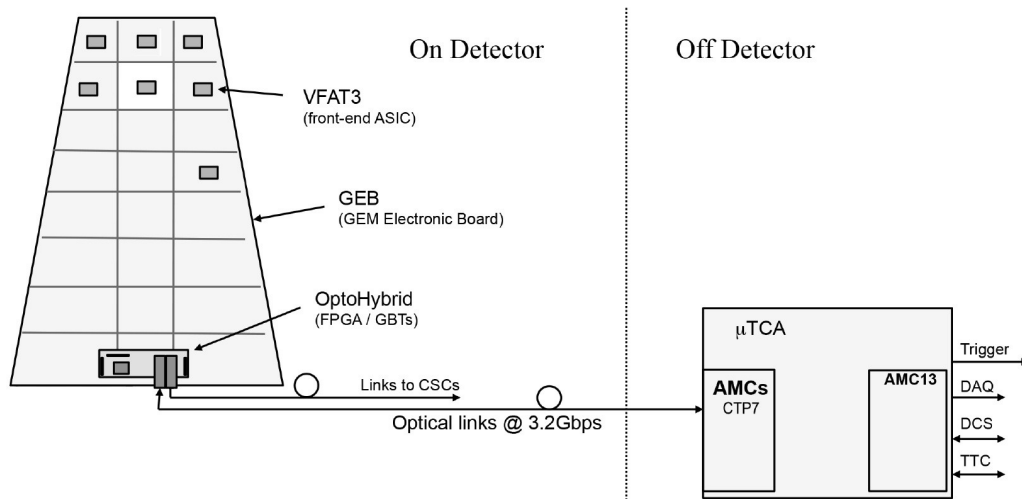 On Detector
Off Detector
VFAT3
(front-end ASIC)
GEB
(GEM Electronic Board)
OptoHybrid
(FPGA / GBTs)
Links to CSCs
Optical links @ 3.2Gbps
μTCA
AMCs
CTP7
AMC13
Trigger
DAQ
DCS
TTC